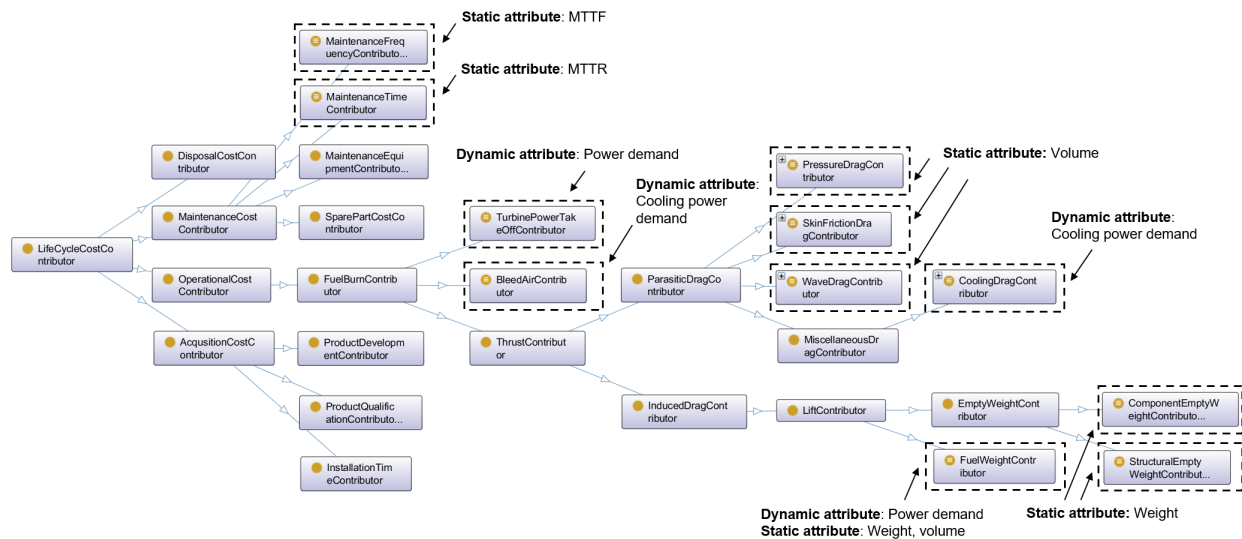 Static attribute: MTTF
MaintenanceFreq
uencyContributo...
Static attribute: MTTR
MaintenanceTime
Contributor
DisposalCostCon
tributor
MaintenanceEqui
pmentContributo...
Dynamic attribute: Power demand
Dynamic attribute:
Cooling power
demand
PressureDragCon
tributor
Static attribute: Volume
MaintenanceCost
Contributor
SparePartCostCo
ntributor
TurbinePowerTak
eOffContributor
SkinFrictionDra
gContributor
Dynamic attribute:
Cooling power demand
LifeCycleCostCo
ntributor
OperationalCost
Contributor
FuelBurnContrib
utor
BleedAirContrib
utor
ParasiticDragCo
ntributor
WaveDragContrib
utor
CoolingDragCont
ributor
AcqusitionCostC
ontributor
ProductDevelopm
entContributor
ThrustContribut
or
MiscellaneousDr
agContributor
ProductQualific
ationContributo...
InducedDragCont
ributor
LiftContributor
EmptyWeightCont
ributor
ComponentEmptyW
eightContributo...
InstallationTim
eContributor
FuelWeightContr
ibutor
StructuralEmpty
WeightContribut...
Dynamic attribute: Power demand
Static attribute: Weight, volume
Static attribute: Weight